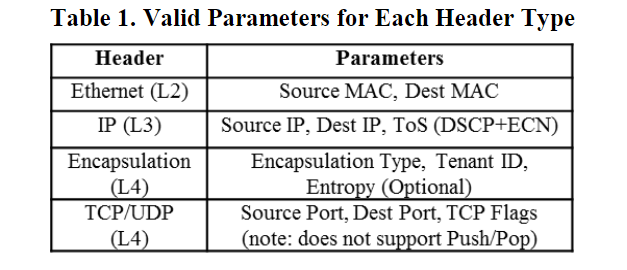 Table 1. Valid Parameters for Each Header Type
Header Parameters
Ethernet (L2) Source MAC, Dest MAC
IP (L3) Source IP, Dest IP, ToS (DSCP+ECN)
Encapsulation Encapsulation Type, Tenant ID,
(L4) Entropy (Optional)
TCP/UDP Source Port, Dest Port, TCP Flags
(L4) (note: does not support Push/Pop)